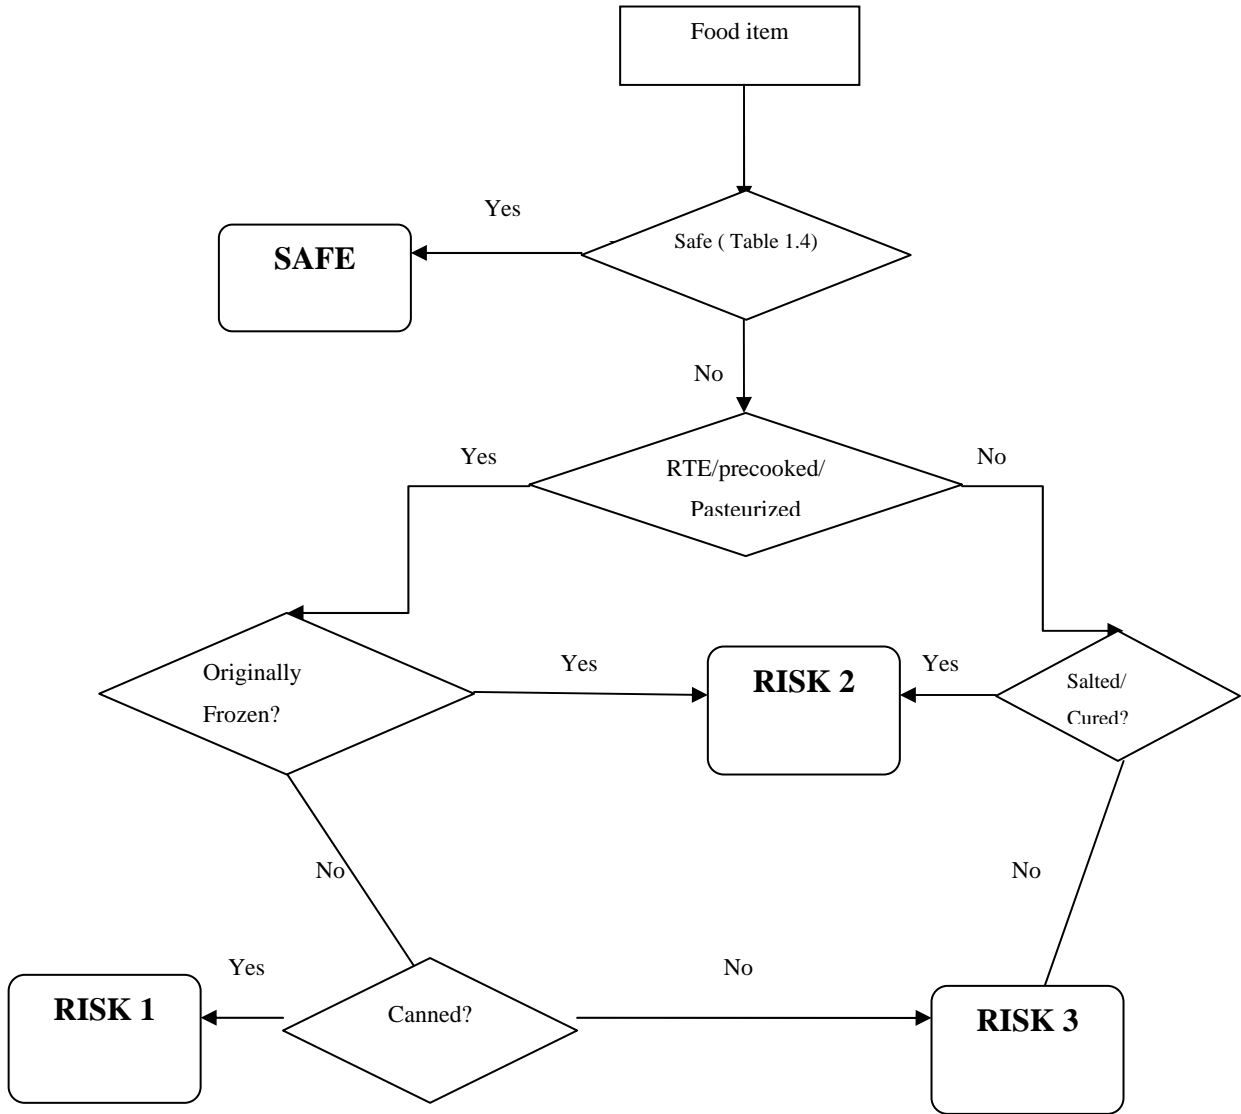 Food item
Yes
SAFE
Safe ( Table 1.4)
No
Yes
RTE/precooked/
Pasteurized
No
Originally
Frozen?
Yes
RISK 2
Yes
Salted/
Cured?
No
No
Yes
RISK 1
Canned?
No
RISK 3